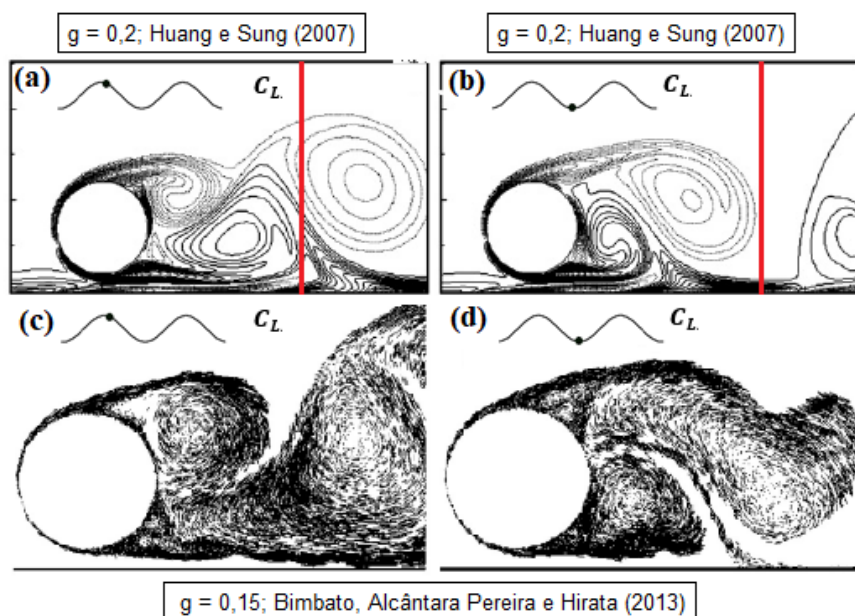 g = 0,2; Huang e Sung (2007)
g = 0,2; Huang e Sung (2007)
(a) C_L.
(b) C_L.
(c) C_L.
(d) C_L.
g = 0,15; Bimbato, Alcântara Pereira e Hirata (2013)